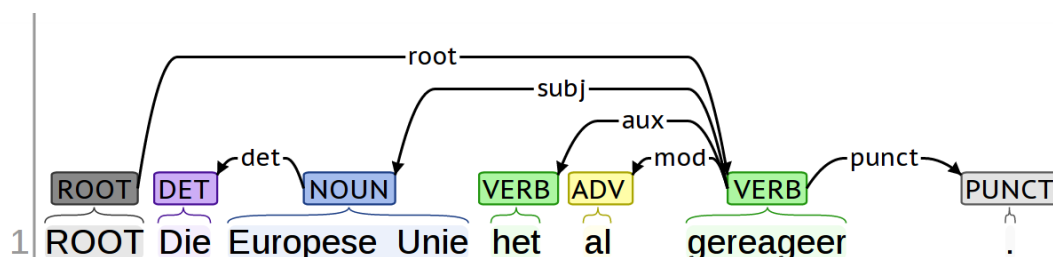 root
subj
aux
det mod punct
ROOT DET NOUN VERB ADV VERB PUNCT
1 ROOT Die Europese Unie het al gereageer .